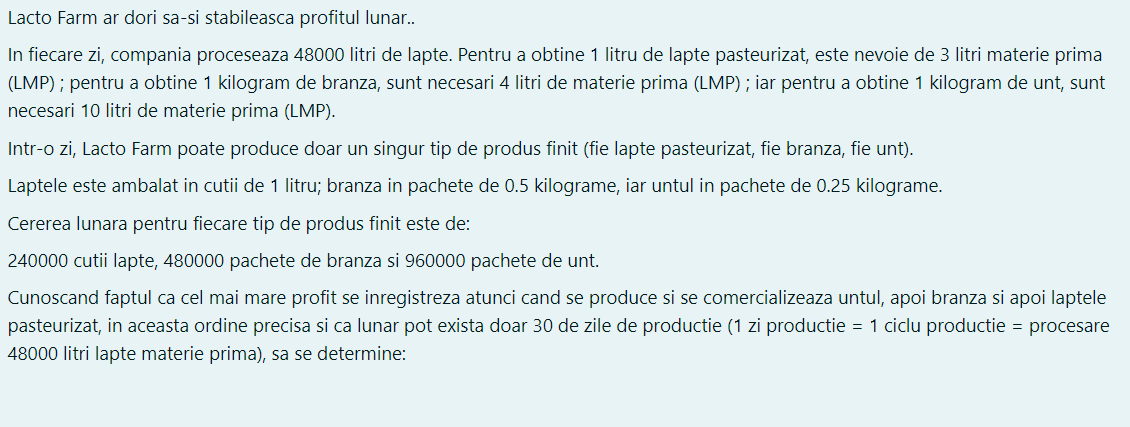 Lacto Farm ar dori sa-si stabileasca profitul lunar..
In fiecare zi, compania proceseaza 48000 litri de lapte. Pentru a obtine 1 litru de lapte pasteurizat, este nevoie de 3 litri materie prima
(LMP) ; pentru a obtine 1 kilogram de branza, sunt necesari 4 litri de materie prima (LMP) ; iar pentru a obtine 1 kilogram de unt, sunt
necesari 10 litri de materie prima (LMP).
Intr-o zi, Lacto Farm poate produce doar un singur tip de produs finit (fie lapte pasteurizat, fie branza, fie unt).
Laptele este ambalat in cutii de 1 litru; branza in pachete de 0.5 kilograme, iar untul in pachete de 0.25 kilograme.
Cererea lunara pentru fiecare tip de produs finit este de:
240000 cutii lapte, 480000 pachete de branza si 960000 pachete de unt.
Cunoscand faptul ca cel mai mare profit se inregistreza atunci cand se produce si se comercializeaza untul, apoi branza si apoi laptele
pasteurizat, in aceasta ordine precisa si ca lunar pot exista doar 30 de zile de productie (1 zi productie = 1 ciclu productie = procesare
48000 litri lapte materie prima), sa se determine: